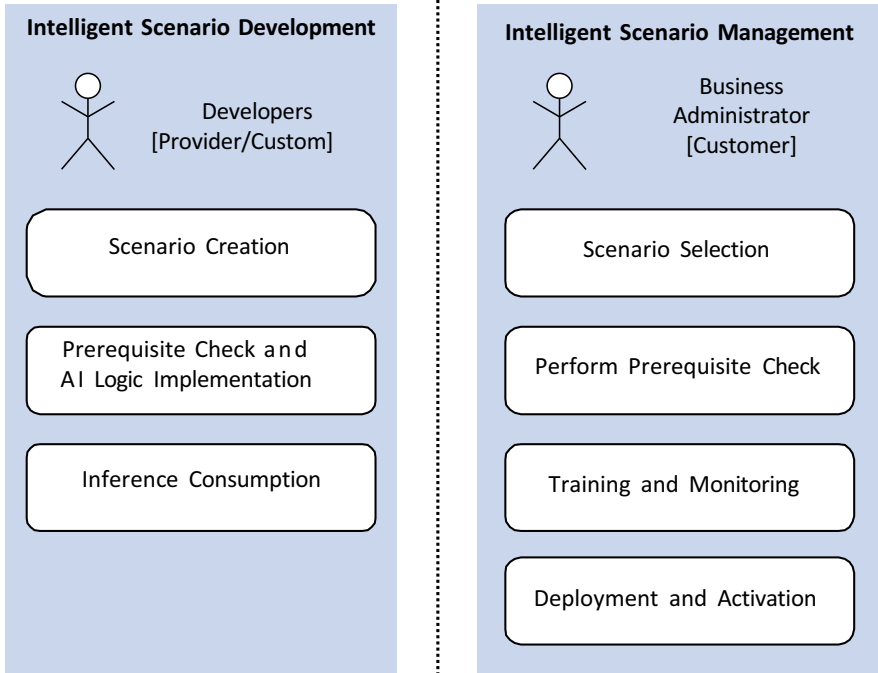 Intelligent Scenario Development
Developers
[Provider/Custom]
Scenario Creation
Prerequisite Check and
AI Logic Implementation
Inference Consumption
Intelligent Scenario Management
Business
Administrator
[Customer]
Scenario Selection
Perform Prerequisite Check
Training and Monitoring
Deployment and Activation